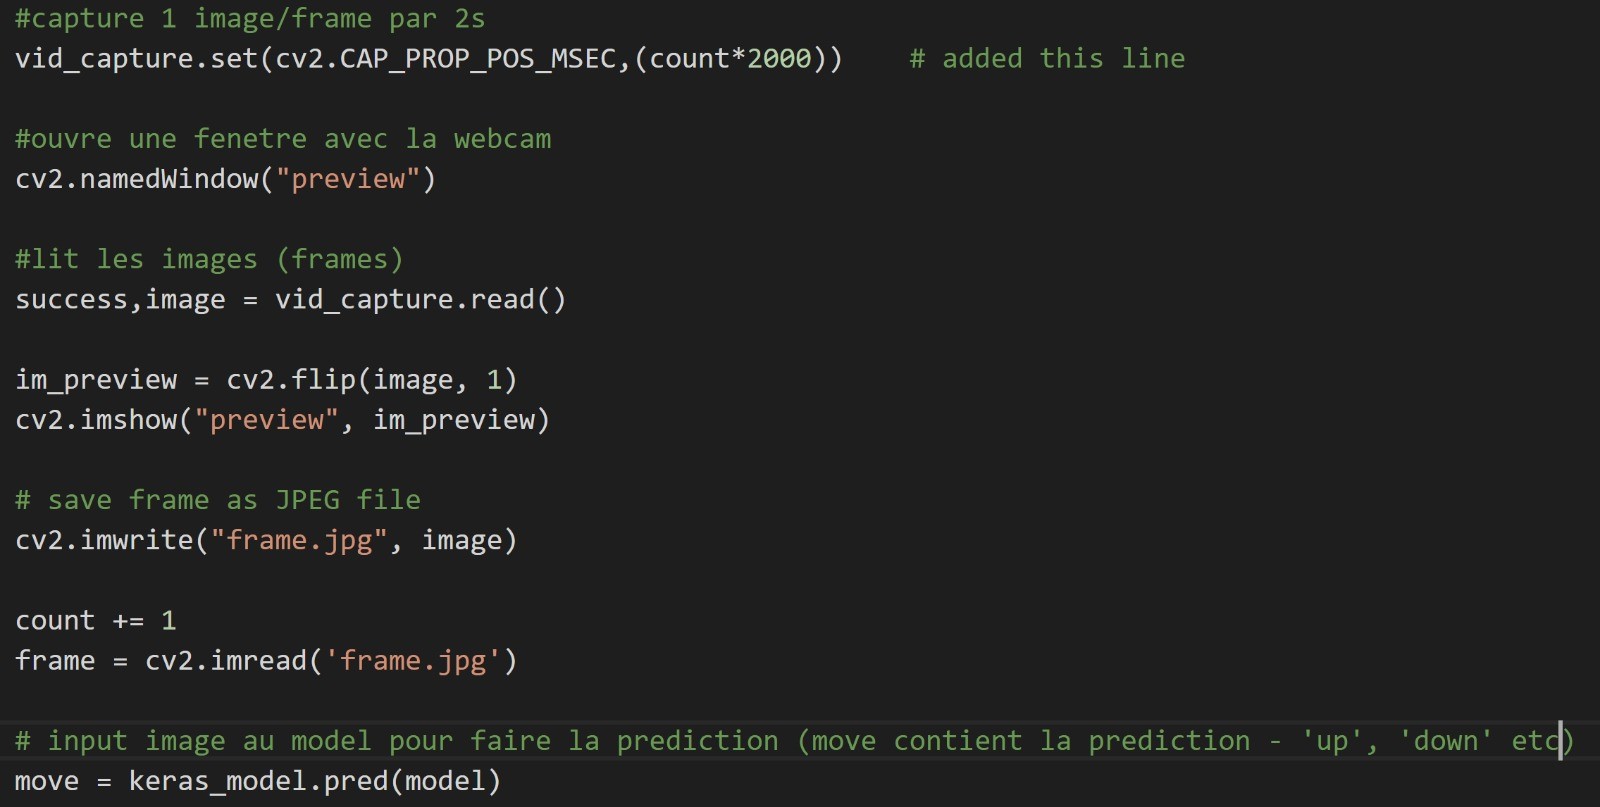 #capture 1 image/frame par 2s
vid_capture.set(cv2.CAP_PROP_POS_MSEC,(count*2000))    # added this line
#ouvre une fenetre avec la webcam
cv2.namedWindow("preview")
#lit les images (frames)
success,image = vid_capture.read()
im_preview = cv2.flip(image, 1)
cv2.imshow("preview", im_preview)
# save frame as JPEG file
cv2.imwrite("frame.jpg", image)
count += 1
frame = cv2.imread('frame.jpg')
# input image au model pour faire la prediction (move contient la prediction - 'up', 'down' etc)
move = keras_model.pred(model)